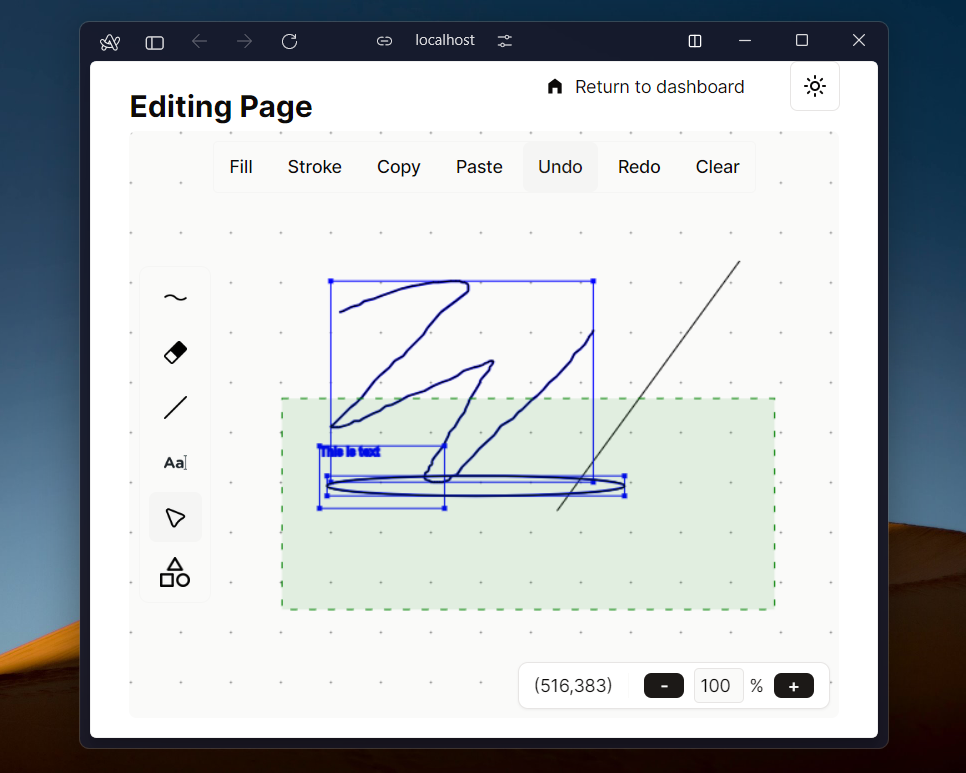 localhost
Return to dashboard
Editing Page
Fill Stroke Copy Paste Undo Redo Clear
Aa
This is text
(516,383) - 100 % +